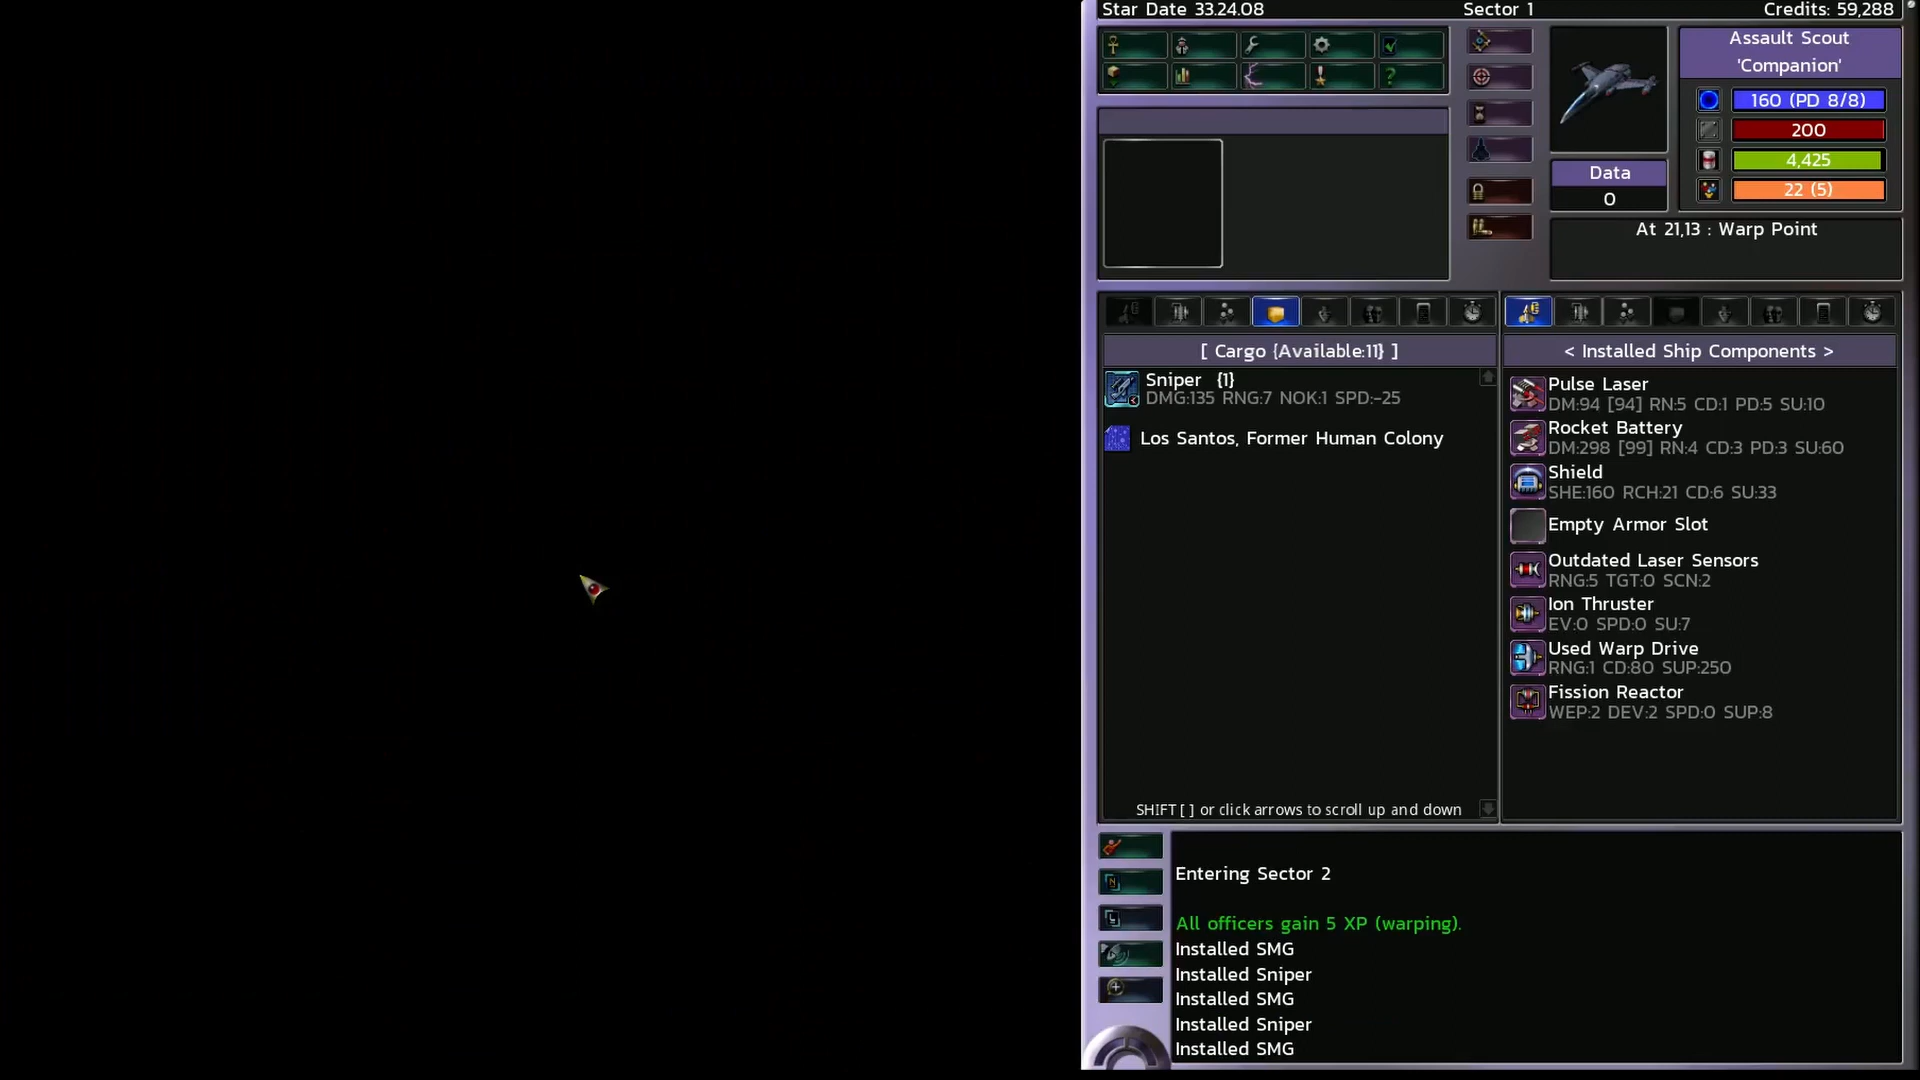 Star Date 33.24.08
Sector 1
Credits: 59,288
Assault Scout
'Companion'
160 (PD 8/8)
200
4,425
22 (5)
Data
0
At 21,13 : Warp Point
[ Cargo {Available:11} ]
Sniper {1}
DMG:135 RNG:7 NOK:1 SPD:-25
Los Santos, Former Human Colony
SHIFT [ ] or click arrows to scroll up and down
< Installed Ship Components >
Pulse Laser
DM:94 [94] RN:5 CD:1 PD:5 SU:10
Rocket Battery
DM:298 [99] RN:4 CD:3 PD:3 SU:60
Shield
SHE:160 RCH:21 CD:6 SU:33
Empty Armor Slot
Outdated Laser Sensors
RNG:5 TGT:0 SCN:2
Ion Thruster
EV:0 SPD:0 SU:7
Used Warp Drive
RNG:1 CD:80 SUP:250
Fission Reactor
WEP:2 DEV:2 SPD:0 SUP:8
Entering Sector 2
All officers gain 5 XP (warping).
Installed SMG
Installed Sniper
Installed SMG
Installed Sniper
Installed SMG